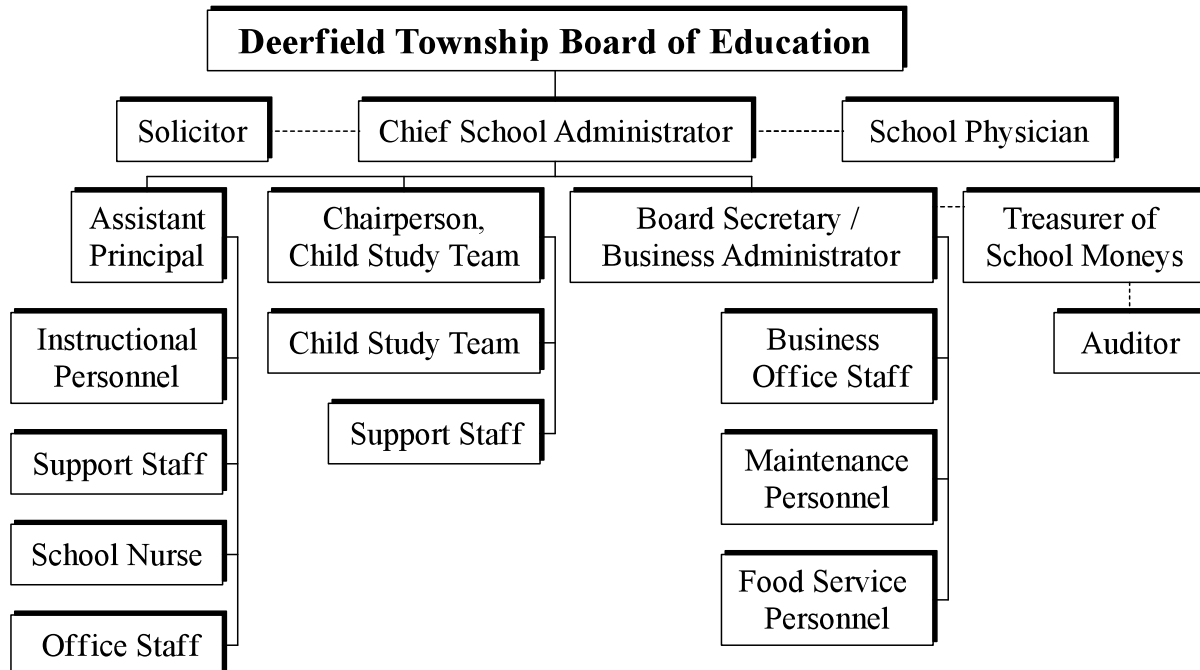 Deerfield Township Board of Education
Solicitor
Chief School Administrator
School Physician
Assistant
Principal
Chairperson,
Child Study Team
Board Secretary /
Business Administrator
Treasurer of
School Moneys
Instructional
Personnel
Child Study Team
Business
Office Staff
Auditor
Support Staff
Support Staff
Maintenance
Personnel
School Nurse
Food Service
Personnel
Office Staff